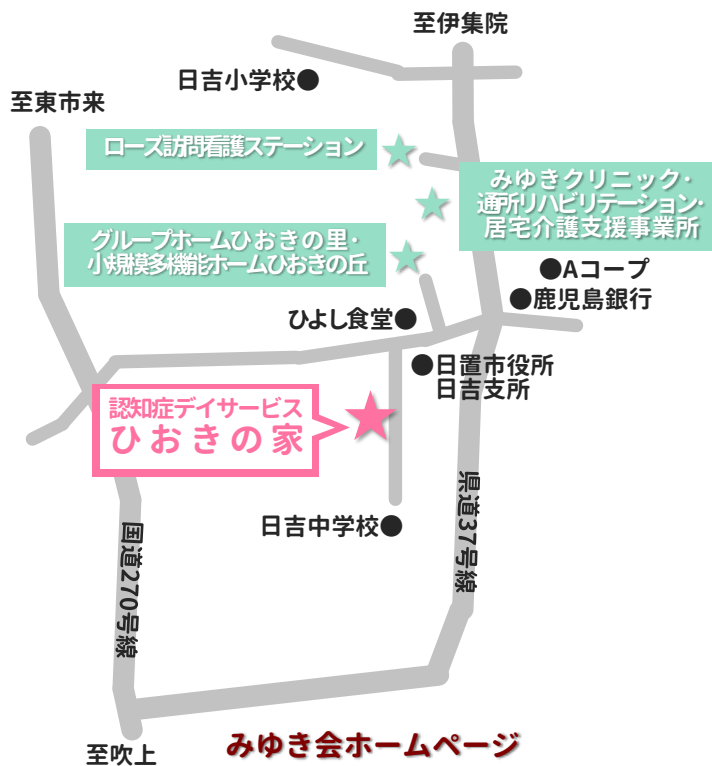 至伊集院
日吉小学校
至東市来
ローズ訪問看護ステーション
みゆきクリニック・
通所リハビリテーション・
居宅介護支援事業所
グループホームひおきの里・
小規模多機能ホームひおきの丘
Aコープ
鹿児島銀行
ひよし食堂
日置市役所
日吉支所
認知症デイサービス
ひおきの家
県道37号線
日吉中学校
国道270号線
至吹上
みゆき会ホームページ